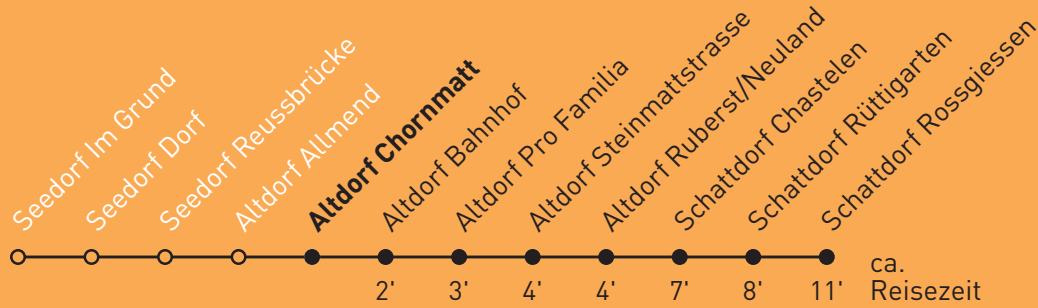 Seedorf Im Grund
Seedorf Dorf
Seedorf Reussbrücke
Altdorf Allmend
Altdorf Chornmatt
Altdorf Bahnhof
Altdorf Pro Familia
Altdorf Steinmattstrasse
Altdorf Ruberst/Neuland
Schattdorf Chastelen
Schattdorf Rüttigarten
Schattdorf Rossgiessen
2' 3' 4' 4' 7' 8' 11'
ca.
Reisezeit